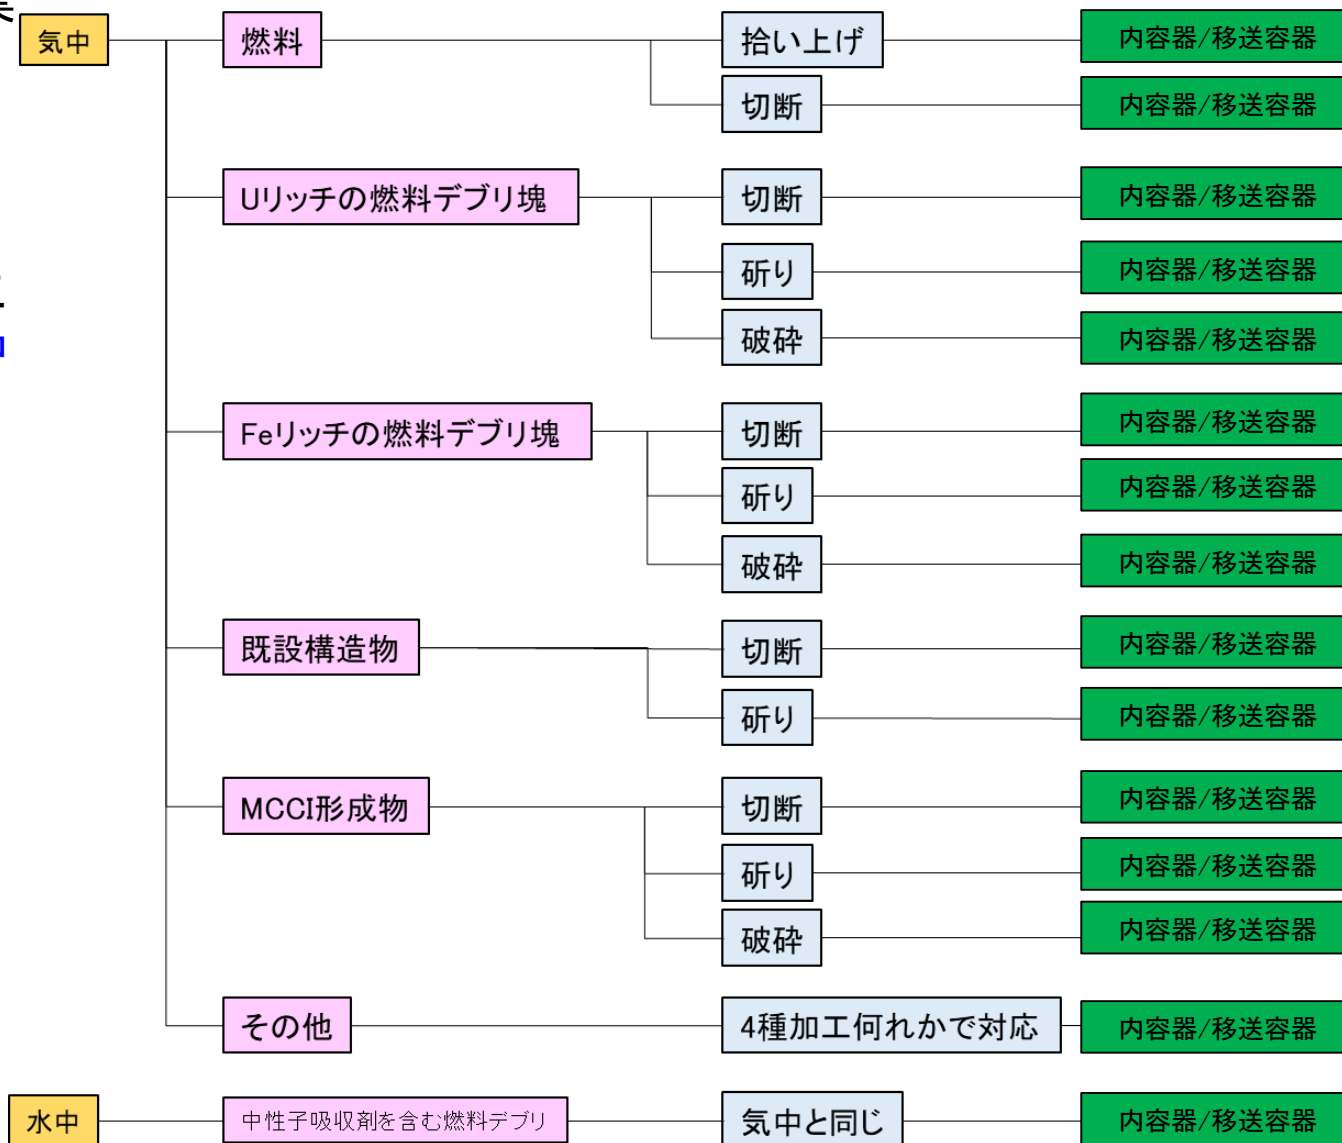 気中
燃料
拾い上げ
内容器/移送容器
切断
内容器/移送容器
Uリッチの燃料デブリ塊
切断
内容器/移送容器
斫り
内容器/移送容器
破砕
内容器/移送容器
Feリッチの燃料デブリ塊
切断
内容器/移送容器
斫り
内容器/移送容器
破砕
内容器/移送容器
既設構造物
切断
内容器/移送容器
斫り
内容器/移送容器
MCCI形成物
切断
内容器/移送容器
斫り
内容器/移送容器
破砕
内容器/移送容器
その他
4種加工何れかで対応
内容器/移送容器
水中
中性子吸収剤を含む燃料デブリ
気中と同じ
内容器/移送容器